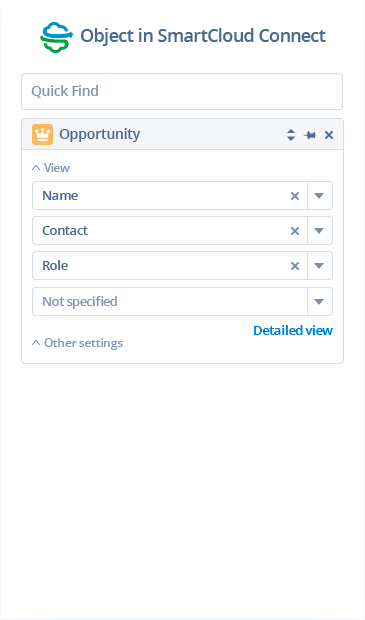 Object in SmartCloud Connect
Quick Find
Opportunity
View
Name
Contact
Role
Not specified
Detailed view
Other settings